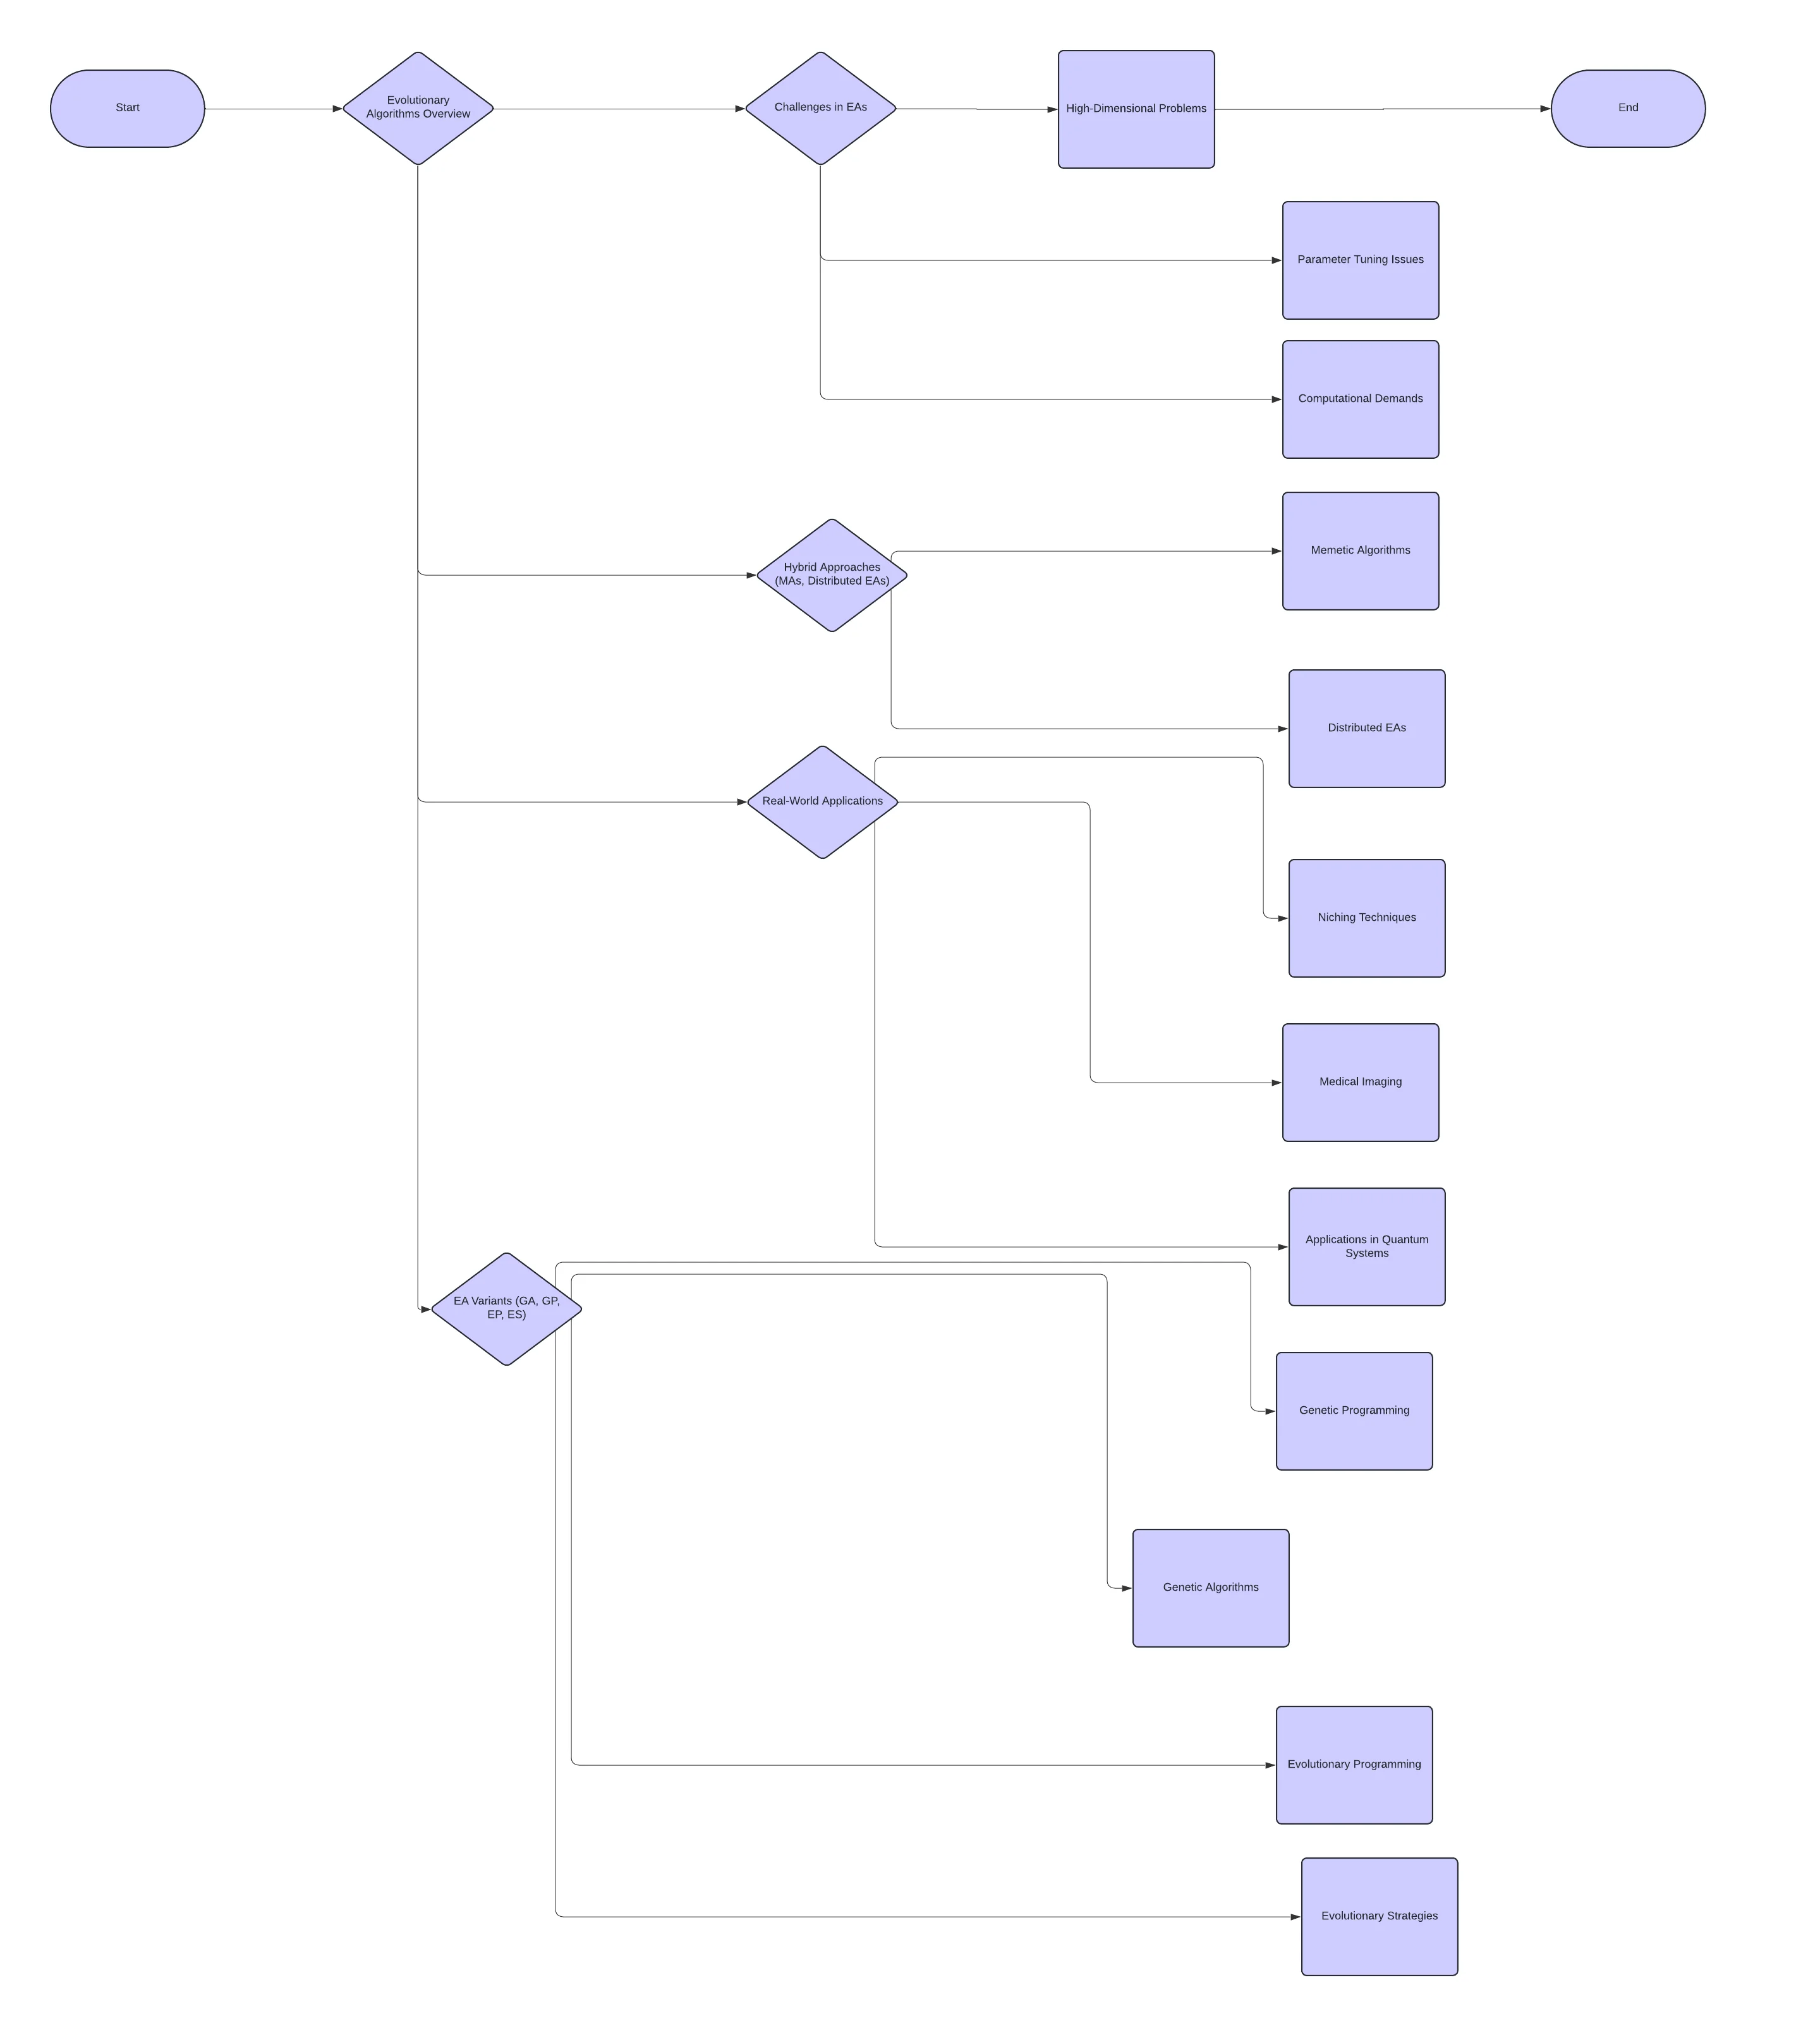 Start
Evolutionary
Algorithms Overview
Challenges in EAs
High-Dimensional Problems
End
Parameter Tuning Issues
Computational Demands
Memetic Algorithms
Hybrid Approaches
(MAs, Distributed EAs)
Distributed EAs
Real-World Applications
Niching Techniques
Medical Imaging
Applications in Quantum
Systems
EA Variants (GA, GP,
EP, ES)
Genetic Programming
Genetic Algorithms
Evolutionary Programming
Evolutionary Strategies